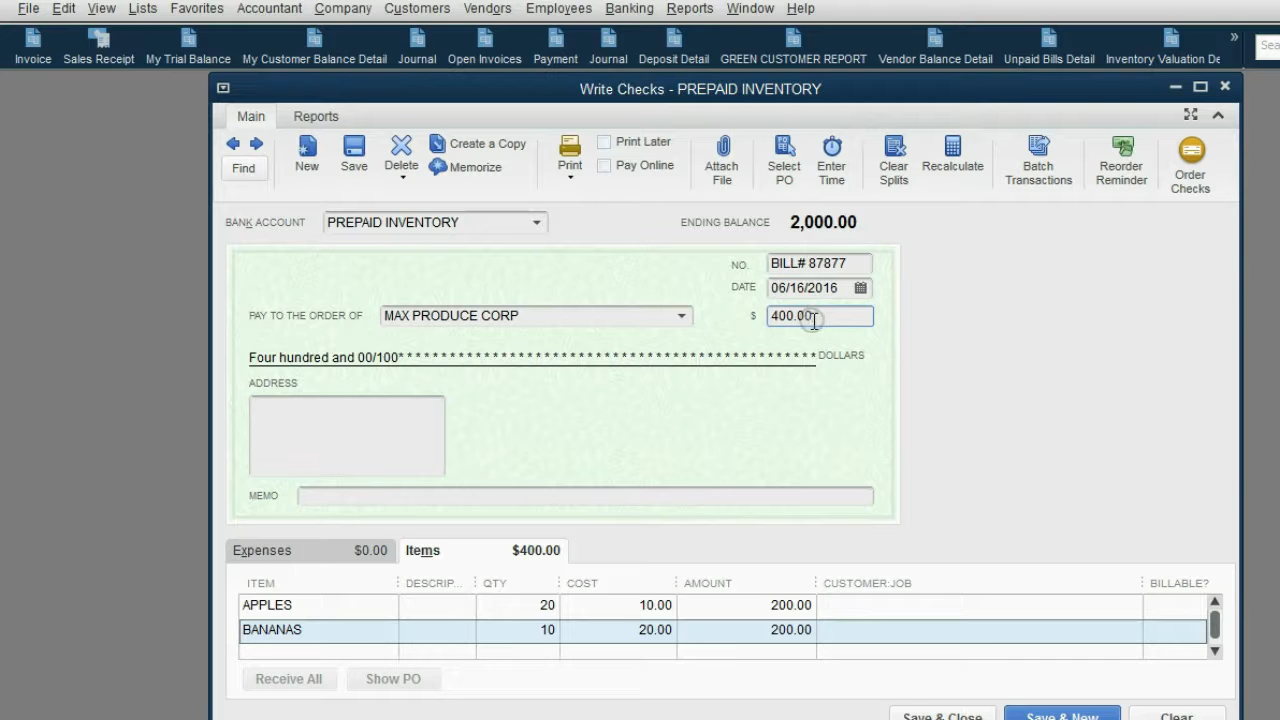 File Edit View Lists Favorites Accountant Company Customers Vendors Employees Banking Reports Window Help
Invoice Sales Receipt My Trial Balance My Customer Balance Detail Journal Open Invoices Payment Journal Deposit Detail GREEN CUSTOMER REPORT Vendor Balance Detail Unpaid Bills Detail Inventory Valuation De » Sea
Write Checks - PREPAID INVENTORY
Main Reports
Find New Save Delete Create a Copy Memorize Print Print Later Pay Online Attach File Select PO Enter Time Clear Splits Recalculate Batch Transactions Reorder Reminder Order Checks
BANK ACCOUNT PREPAID INVENTORY ENDING BALANCE 2,000.00
NO. BILL# 87877
DATE 06/16/2016
PAY TO THE ORDER OF MAX PRODUCE CORP $ 400.00
Four hundred and 00/100* * * * * * * * * * * * * * * * * * * * * * * * * * * * * * * * * * * * * * * * * * * * * * * * * * DOLLARS
ADDRESS
MEMO
Expenses $0.00 Items $400.00
ITEM DESCRIP... QTY COST AMOUNT CUSTOMER:JOB BILLABLE?
APPLES 20 10.00 200.00
BANANAS 10 20.00 200.00
Receive All Show PO
Save & Close Save & New Clear